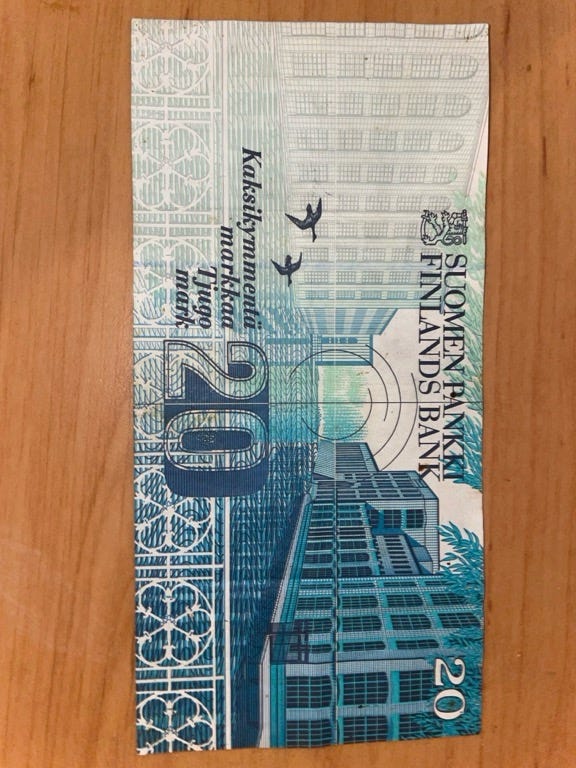 SUOMEN PANKKI
FINLANDS BANK
Kaksikymmentä
markkaa
Tjugo
mark
20
20